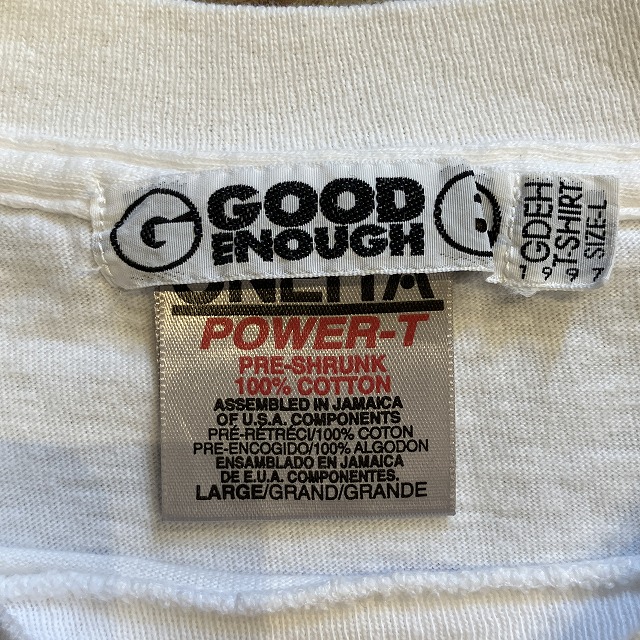 G GOOD
ENOUGH
GDEH
T-SHIRT
SIZE-L
ONEITA
POWER-T
PRE-SHRUNK
100% COTTON
ASSEMBLED IN JAMAICA
OF U.S.A. COMPONENTS
PRÉ-RÉTRÉCI/100% COTON
PRE-ENCOGIDO/100% ALGODON
ENSAMBLADO EN JAMAICA
DE E.U.A. COMPONENTES.
LARGE/GRAND/GRANDE